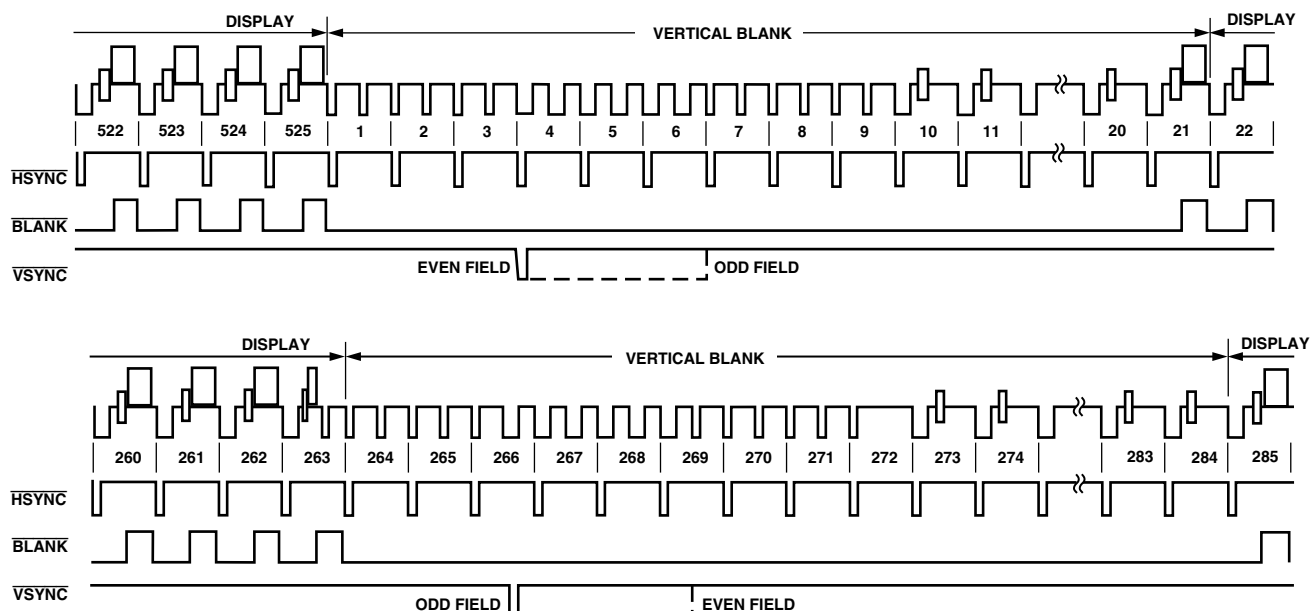 DISPLAY VERTICAL BLANK DISPLAY
522 523 524 525 1 2 3 4 5 6 7 8 9 10 11 20 21 22
HSYNC
BLANK
VSYNC EVEN FIELD ODD FIELD
DISPLAY VERTICAL BLANK DISPLAY
260 261 262 263 264 265 266 267 268 269 270 271 272 273 274 283 284 285
HSYNC
BLANK
VSYNC ODD FIELD EVEN FIELD